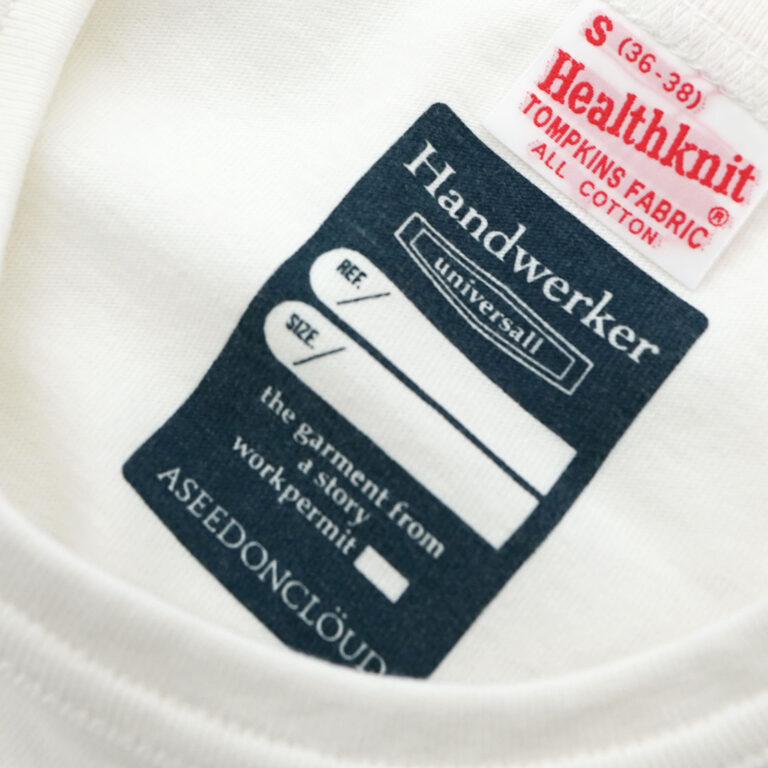 S (36-38)
Healthknit
TOMPKINS FABRIC®
ALL COTTON
Handwerker
universall
REF. /
SIZE. /
the garment from
a story
workpermit
ASEEDONCLÖUD